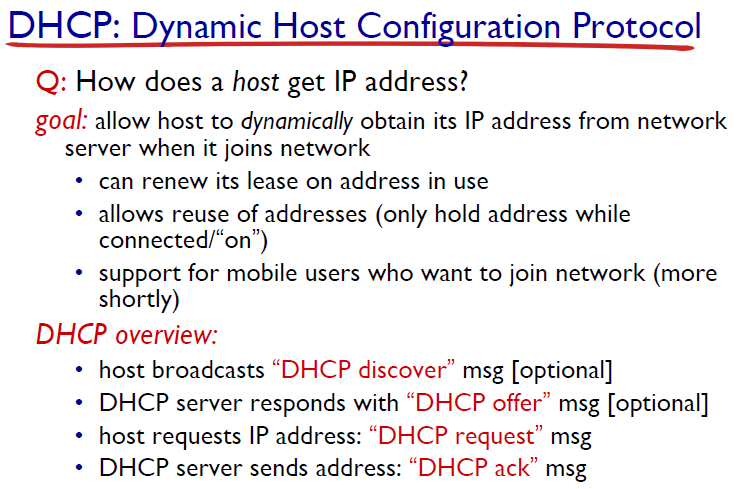 DHCP: Dynamic Host Configuration Protocol
Q: How does a host get IP address?
goal: allow host to dynamically obtain its IP address from network
server when it joins network
• can renew its lease on address in use
• allows reuse of addresses (only hold address while
connected/“on”)
• support for mobile users who want to join network (more
shortly)
DHCP overview:
• host broadcasts “DHCP discover” msg [optional]
• DHCP server responds with “DHCP offer” msg [optional]
• host requests IP address: “DHCP request” msg
• DHCP server sends address: “DHCP ack” msg